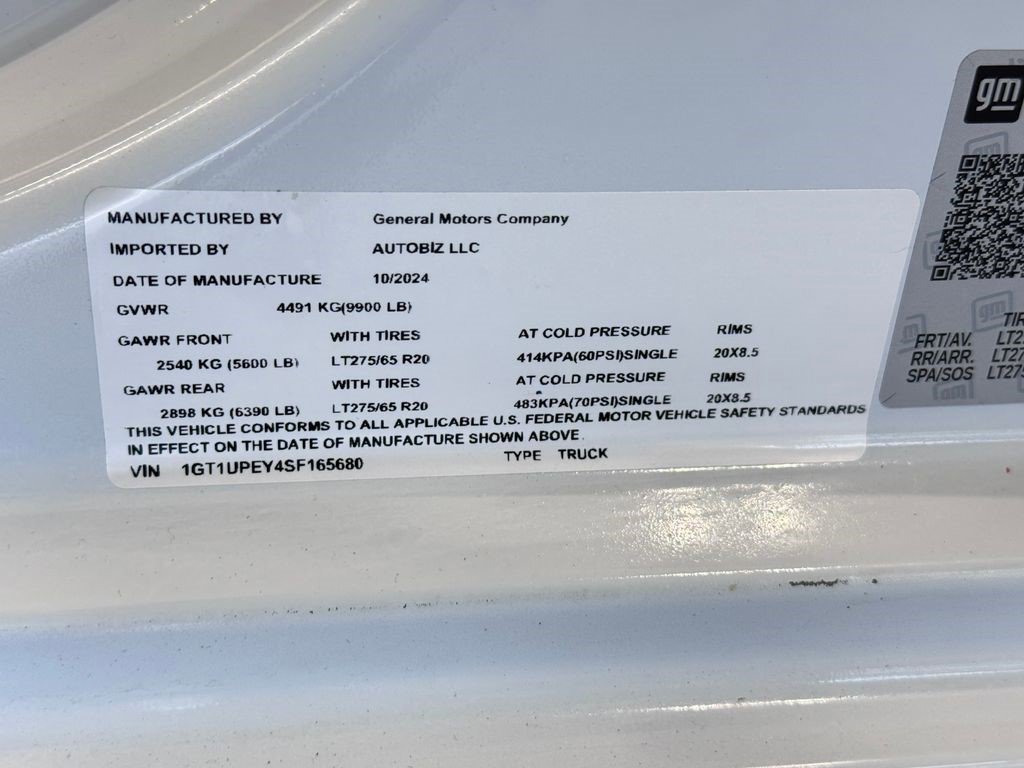 MANUFACTURED BY General Motors Company
IMPORTED BY AUTOBIZ LLC
DATE OF MANUFACTURE 10/2024
GVWR 4491 KG(9900 LB)
GAWR FRONT WITH TIRES AT COLD PRESSURE RIMS
2540 KG (5600 LB) LT275/65 R20 414KPA(60PSI)SINGLE 20X8.5
GAWR REAR WITH TIRES AT COLD PRESSURE RIMS
2898 KG (6390 LB) LT275/65 R20 483KPA(70PSI)SINGLE 20X8.5
THIS VEHICLE CONFORMS TO ALL APPLICABLE U.S. FEDERAL MOTOR VEHICLE SAFETY STANDARDS
IN EFFECT ON THE DATE OF MANUFACTURE SHOWN ABOVE.
VIN 1GT1UPEY4SF165680 TYPE TRUCK
gm
FRT/AV.
RR/ARR.
SPA/SOS